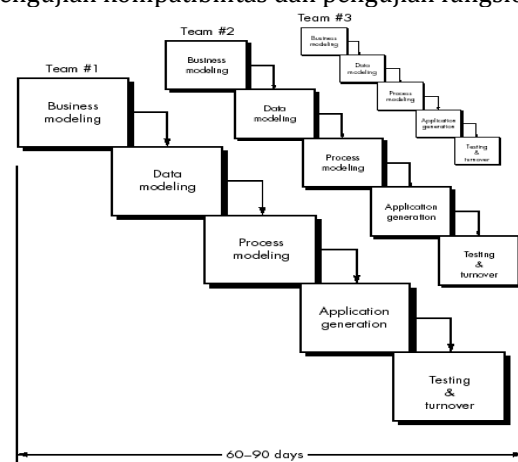 pengujian kompatibilitas dan pengujian fungsio
Team #1
Business
modeling
Data
modeling
Process
modeling
Application
generation
Testing
&
turnover
Team #2
Business
modeling
Data
modeling
Process
modeling
Application
generation
Testing
&
turnover
Team #3
Business
modeling
Data
modeling
Process
modeling
Application
generation
Testing
&
turnover
60–90 days